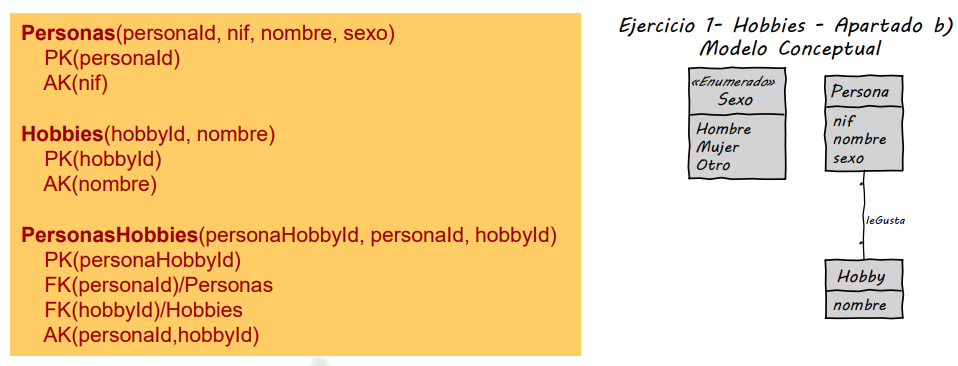 Personas(personaId, nif, nombre, sexo)
PK(personaId)
AK(nif)
Hobbies(hobbyId, nombre)
PK(hobbyId)
AK(nombre)
PersonasHobbies(personaHobbyId, personaId, hobbyId)
PK(personaHobbyId)
FK(personaId)/Personas
FK(hobbyId)/Hobbies
AK(personaId,hobbyId)
Ejercicio 1- Hobbies - Apartado b)
Modelo Conceptual
«Enumerado»
Sexo
Hombre
Mujer
Otro
Persona
nif
nombre
sexo
*
leGusta
*
Hobby
nombre